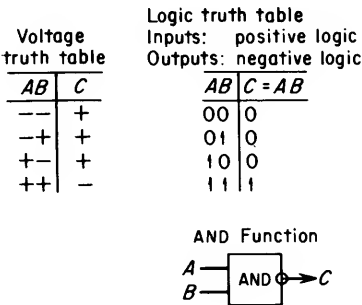 Voltage
truth table
AB C
-- +
-+ +
+- +
++ -
Logic truth table
Inputs: positive logic
Outputs: negative logic
AB C = AB
00 0
01 0
10 0
11 1
AND Function
A
B
AND
C